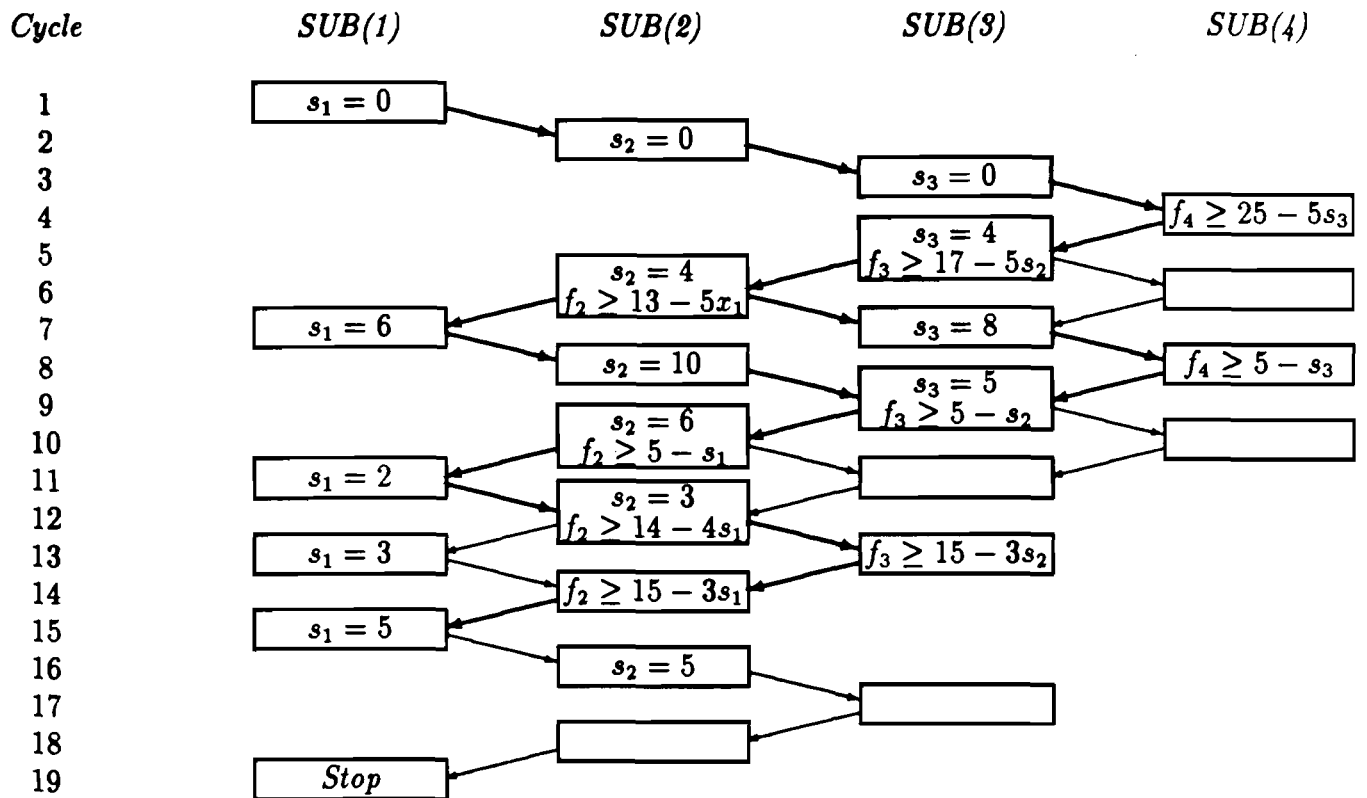 Cycle SUB(1) SUB(2) SUB(3) SUB(4)
1 s₁ = 0
2 s₂ = 0
3 s₃ = 0
4 f₄ ≥ 25 − 5s₃
s₃ = 4
5 f₃ ≥ 17 − 5s₂
s₂ = 4
6 f₂ ≥ 13 − 5x₁
7 s₁ = 6 s₃ = 8
8 s₂ = 10 f₄ ≥ 5 − s₃
s₃ = 5
9 f₃ ≥ 5 − s₂
s₂ = 6
10 f₂ ≥ 5 − s₁
11 s₁ = 2
s₂ = 3
12 f₂ ≥ 14 − 4s₁
13 s₁ = 3 f₃ ≥ 15 − 3s₂
14 f₂ ≥ 15 − 3s₁
15 s₁ = 5
16 s₂ = 5
17
18
19 Stop